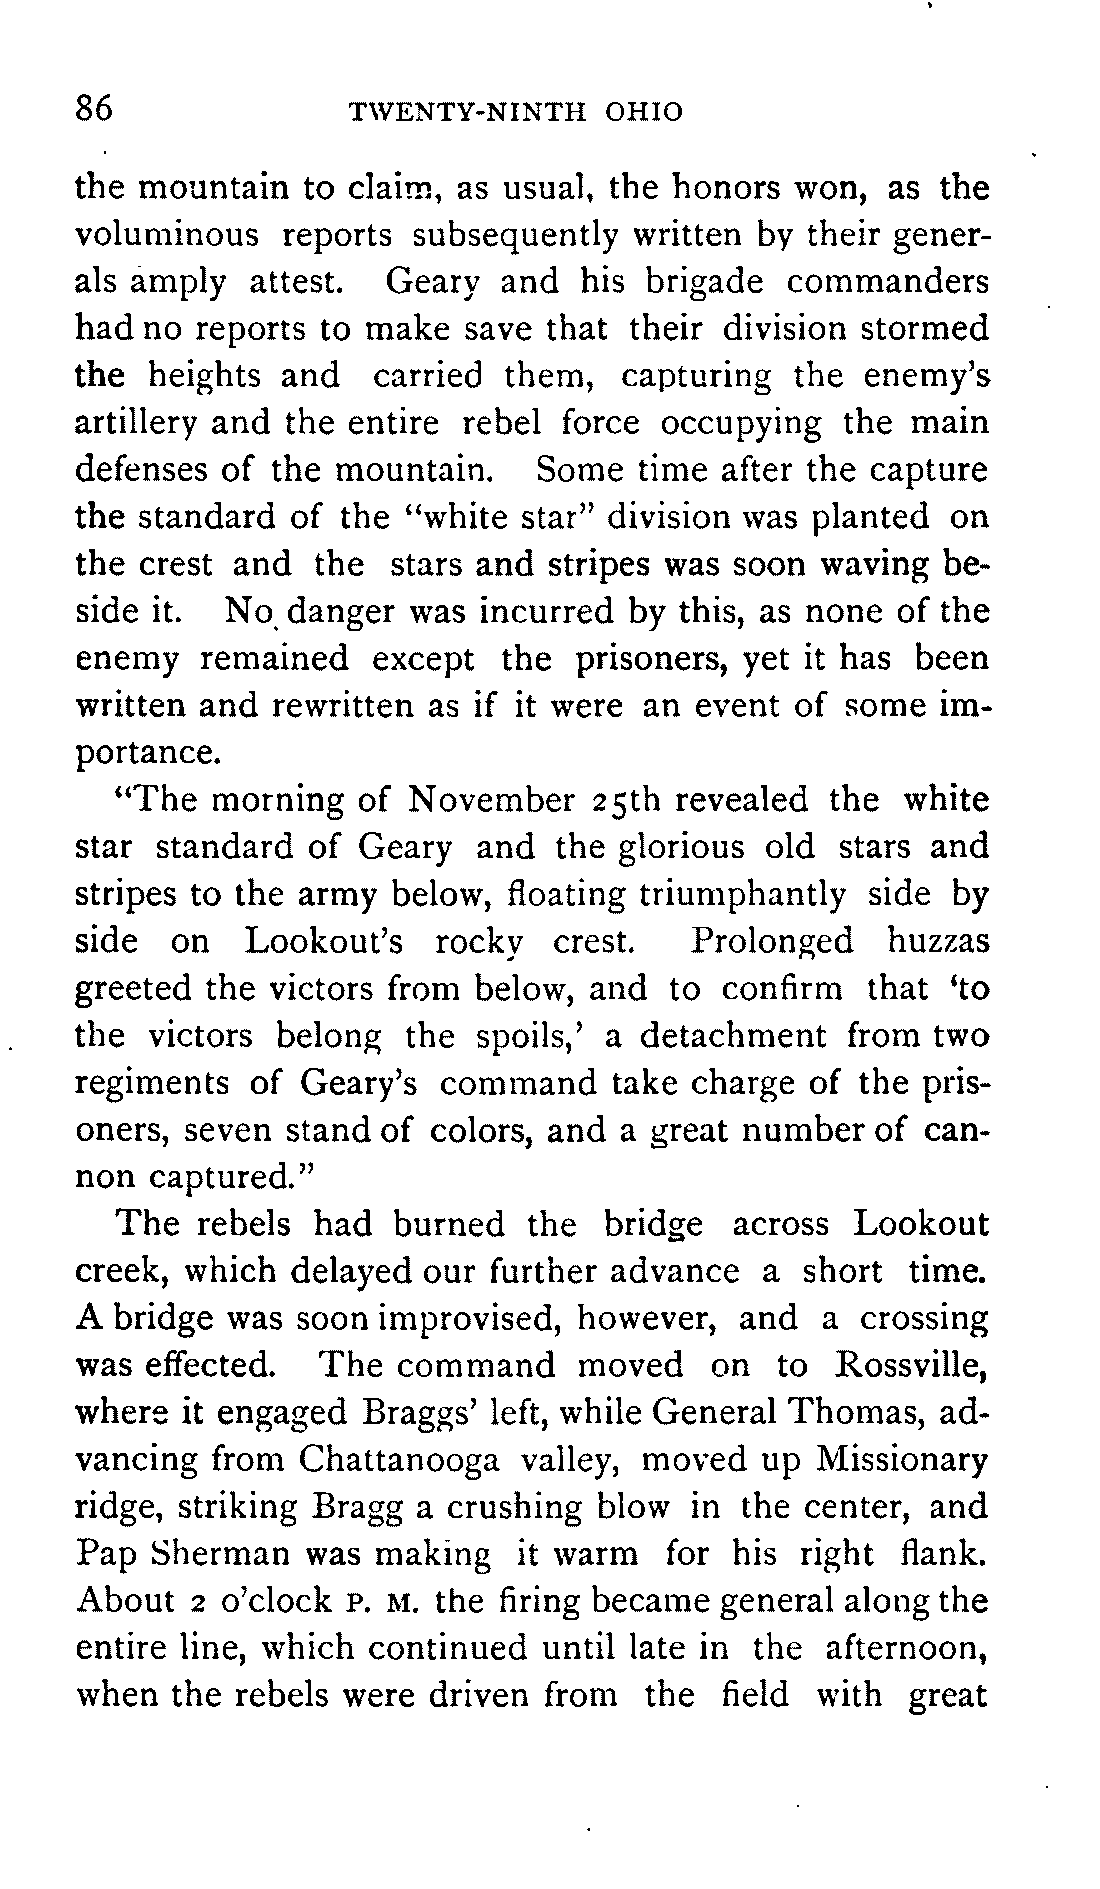 86 TWENTY-NINTH OHIO
the mountain to claim, as usual, the honors won, as the
voluminous reports subsequently written by their gener-
als amply attest. Geary and his brigade commanders
had no reports to make save that their division stormed
the heights and carried them, capturing the enemy's
artillery and the entire rebel force occupying the main
defenses of the mountain. Some time after the capture
the standard of the "white star" division was planted on
the crest and the stars and stripes was soon waving be-
side it. No danger was incurred by this, as none of the
enemy remained except the prisoners, yet it has been
written and rewritten as if it were an event of some im-
portance.
"The morning of November 25th revealed the white
star standard of Geary and the glorious old stars and
stripes to the army below, floating triumphantly side by
side on Lookout's rocky crest. Prolonged huzzas
greeted the victors from below, and to confirm that 'to
the victors belong the spoils,' a detachment from two
regiments of Geary's command take charge of the pris-
oners, seven stand of colors, and a great number of can-
non captured."
The rebels had burned the bridge across Lookout
creek, which delayed our further advance a short time.
A bridge was soon improvised, however, and a crossing
was effected. The command moved on to Rossville,
where it engaged Braggs' left, while General Thomas, ad-
vancing from Chattanooga valley, moved up Missionary
ridge, striking Bragg a crushing blow in the center, and
Pap Sherman was making it warm for his right flank.
About 2 o'clock P. M. the firing became general along the
entire line, which continued until late in the afternoon,
when the rebels were driven from the field with great